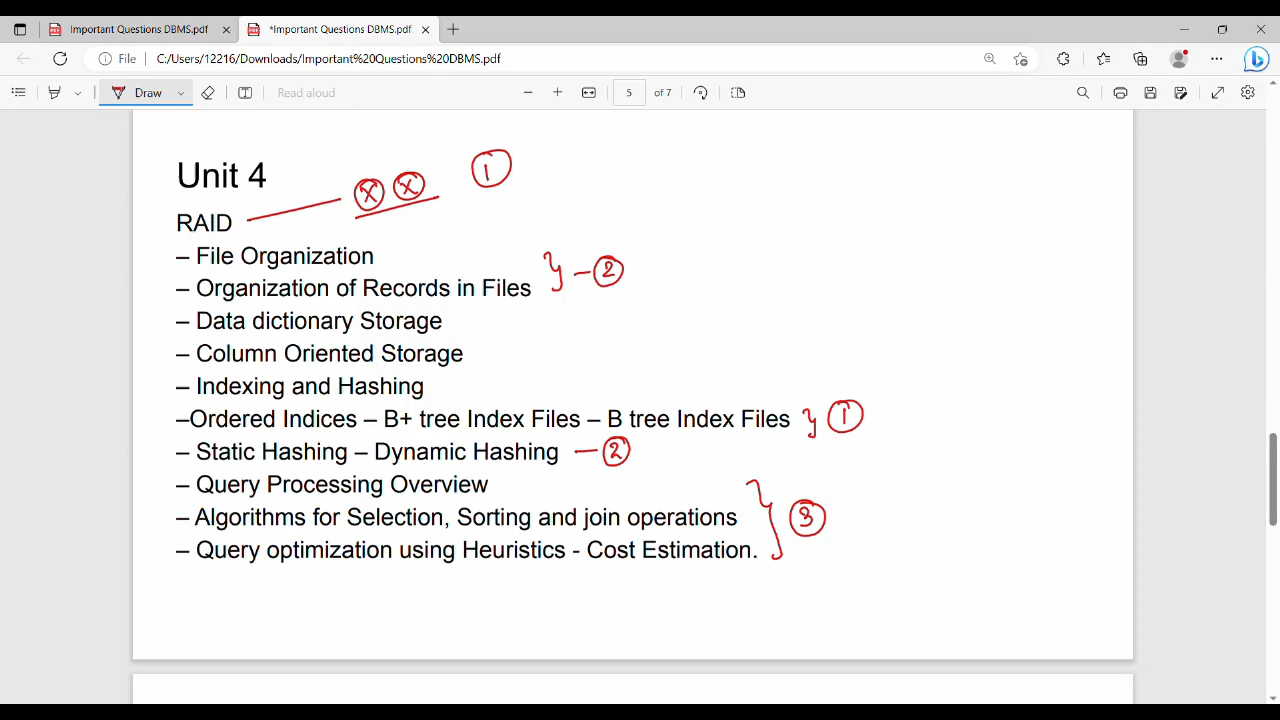 Important Questions DBMS.pdf
*Important Questions DBMS.pdf
File C:/Users/12216/Downloads/Important%20Questions%20DBMS.pdf
Draw Read aloud 5 of 7
Unit 4 X X 1
RAID
– File Organization
– Organization of Records in Files } – 2
– Data dictionary Storage
– Column Oriented Storage
– Indexing and Hashing
–Ordered Indices – B+ tree Index Files – B tree Index Files } 1
– Static Hashing – Dynamic Hashing – 2
– Query Processing Overview
– Algorithms for Selection, Sorting and join operations } 3
– Query optimization using Heuristics - Cost Estimation.